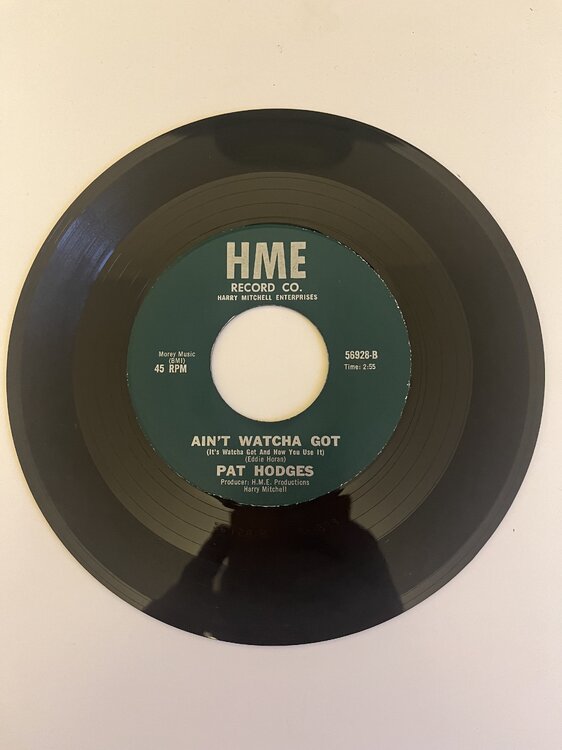 HME
RECORD CO.
HARRY MITCHELL ENTERPRISES
Morey Music
(BMI)
45 RPM
56928-B
Time: 2:55
AIN'T WATCHA GOT
(It's Watcha Got And How You Use It)
(Eddie Horan)
PAT HODGES
Producer: H.M.E. Productions
Harry Mitchell